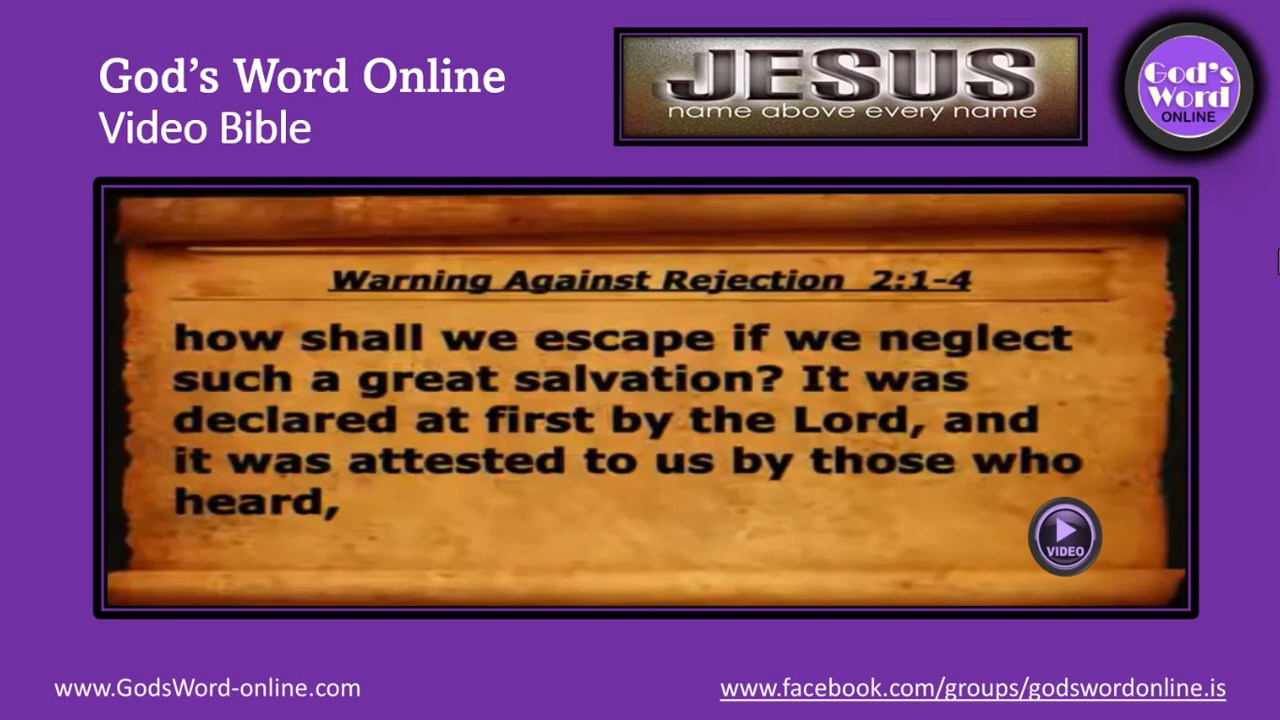 God's Word Online
Video Bible
JESUS
name above every name
God's
Word
ONLINE
Warning Against Rejection 2:1-4
how shall we escape if we neglect
such a great salvation? It was
declared at first by the Lord, and
it was attested to us by those who
heard,
VIDEO
www.GodsWord-online.com
www.facebook.com/groups/godswordonline.is